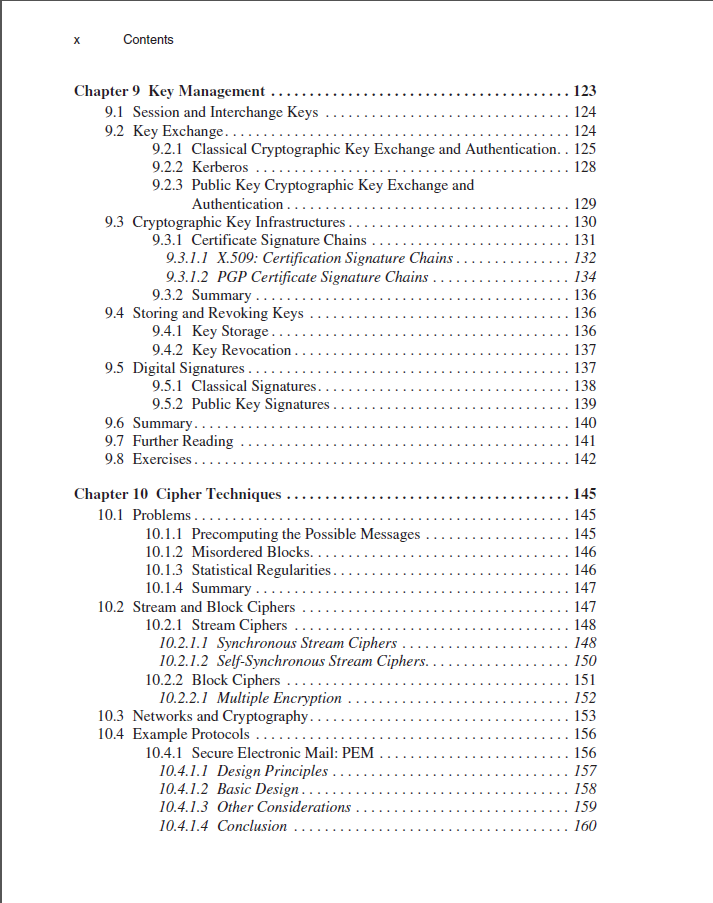 x Contents
Chapter 9 Key Management ....................................... 123
9.1 Session and Interchange Keys ................................ 124
9.2 Key Exchange............................................. 124
9.2.1 Classical Cryptographic Key Exchange and Authentication. . 125
9.2.2 Kerberos ......................................... 128
9.2.3 Public Key Cryptographic Key Exchange and
Authentication ..................................... 129
9.3 Cryptographic Key Infrastructures ............................. 130
9.3.1 Certificate Signature Chains .......................... 131
9.3.1.1 X.509: Certification Signature Chains ............... 132
9.3.1.2 PGP Certificate Signature Chains .................. 134
9.3.2 Summary ......................................... 136
9.4 Storing and Revoking Keys .................................. 136
9.4.1 Key Storage ....................................... 136
9.4.2 Key Revocation .................................... 137
9.5 Digital Signatures .......................................... 137
9.5.1 Classical Signatures................................. 138
9.5.2 Public Key Signatures ............................... 139
9.6 Summary................................................. 140
9.7 Further Reading ........................................... 141
9.8 Exercises ................................................. 142
Chapter 10 Cipher Techniques ..................................... 145
10.1 Problems ................................................. 145
10.1.1 Precomputing the Possible Messages ................... 145
10.1.2 Misordered Blocks.................................. 146
10.1.3 Statistical Regularities ............................... 146
10.1.4 Summary ......................................... 147
10.2 Stream and Block Ciphers ................................... 147
10.2.1 Stream Ciphers .................................... 148
10.2.1.1 Synchronous Stream Ciphers ...................... 148
10.2.1.2 Self-Synchronous Stream Ciphers................... 150
10.2.2 Block Ciphers ..................................... 151
10.2.2.1 Multiple Encryption ............................. 152
10.3 Networks and Cryptography.................................. 153
10.4 Example Protocols ......................................... 156
10.4.1 Secure Electronic Mail: PEM ......................... 156
10.4.1.1 Design Principles ............................... 157
10.4.1.2 Basic Design ................................... 158
10.4.1.3 Other Considerations ............................ 159
10.4.1.4 Conclusion .................................... 160